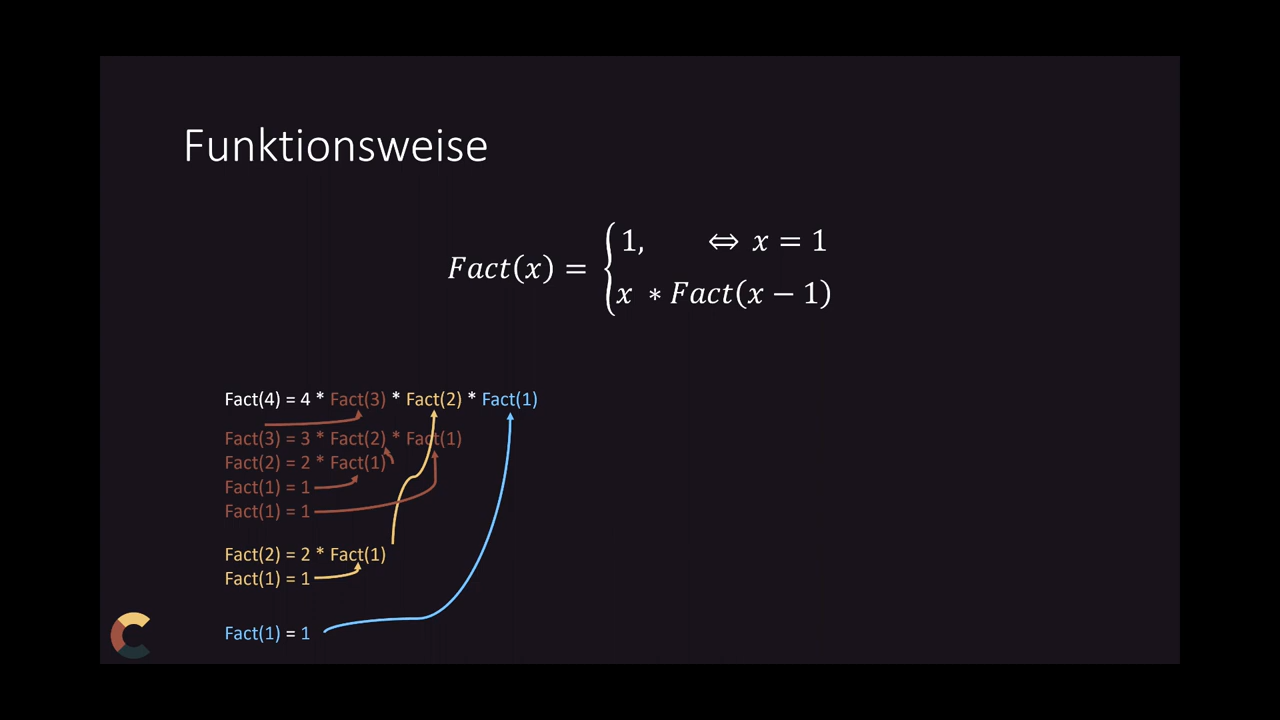 Funktionsweise
Fact(x) = {1, ⇔ x = 1
x * Fact(x − 1)
Fact(4) = 4 * Fact(3) * Fact(2) * Fact(1)
Fact(3) = 3 * Fact(2) * Fact(1)
Fact(2) = 2 * Fact(1)
Fact(1) = 1
Fact(1) = 1
Fact(2) = 2 * Fact(1)
Fact(1) = 1
Fact(1) = 1